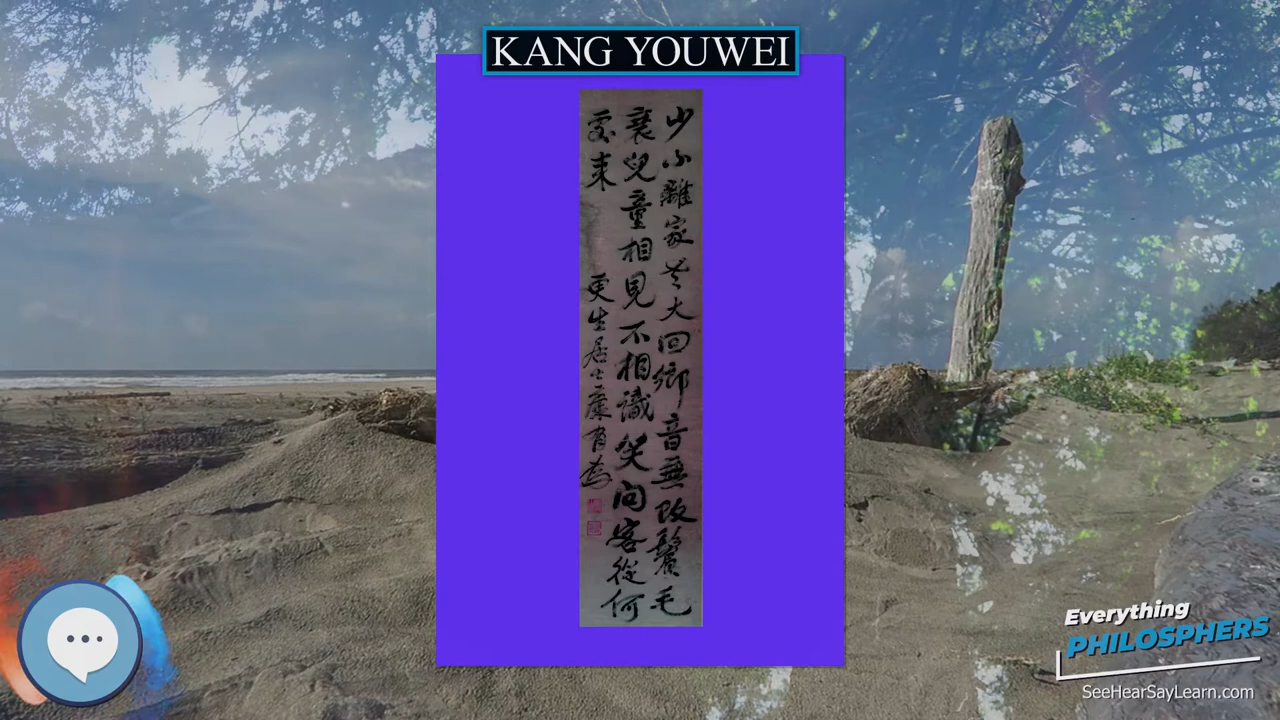 KANG YOUWEI
少小離家老大回鄉音無改鬢毛
衰兒童相見不相識笑問客從何
處来
更生居士康有為
Everything
PHILOSPHERS
SeeHearSayLearn.com